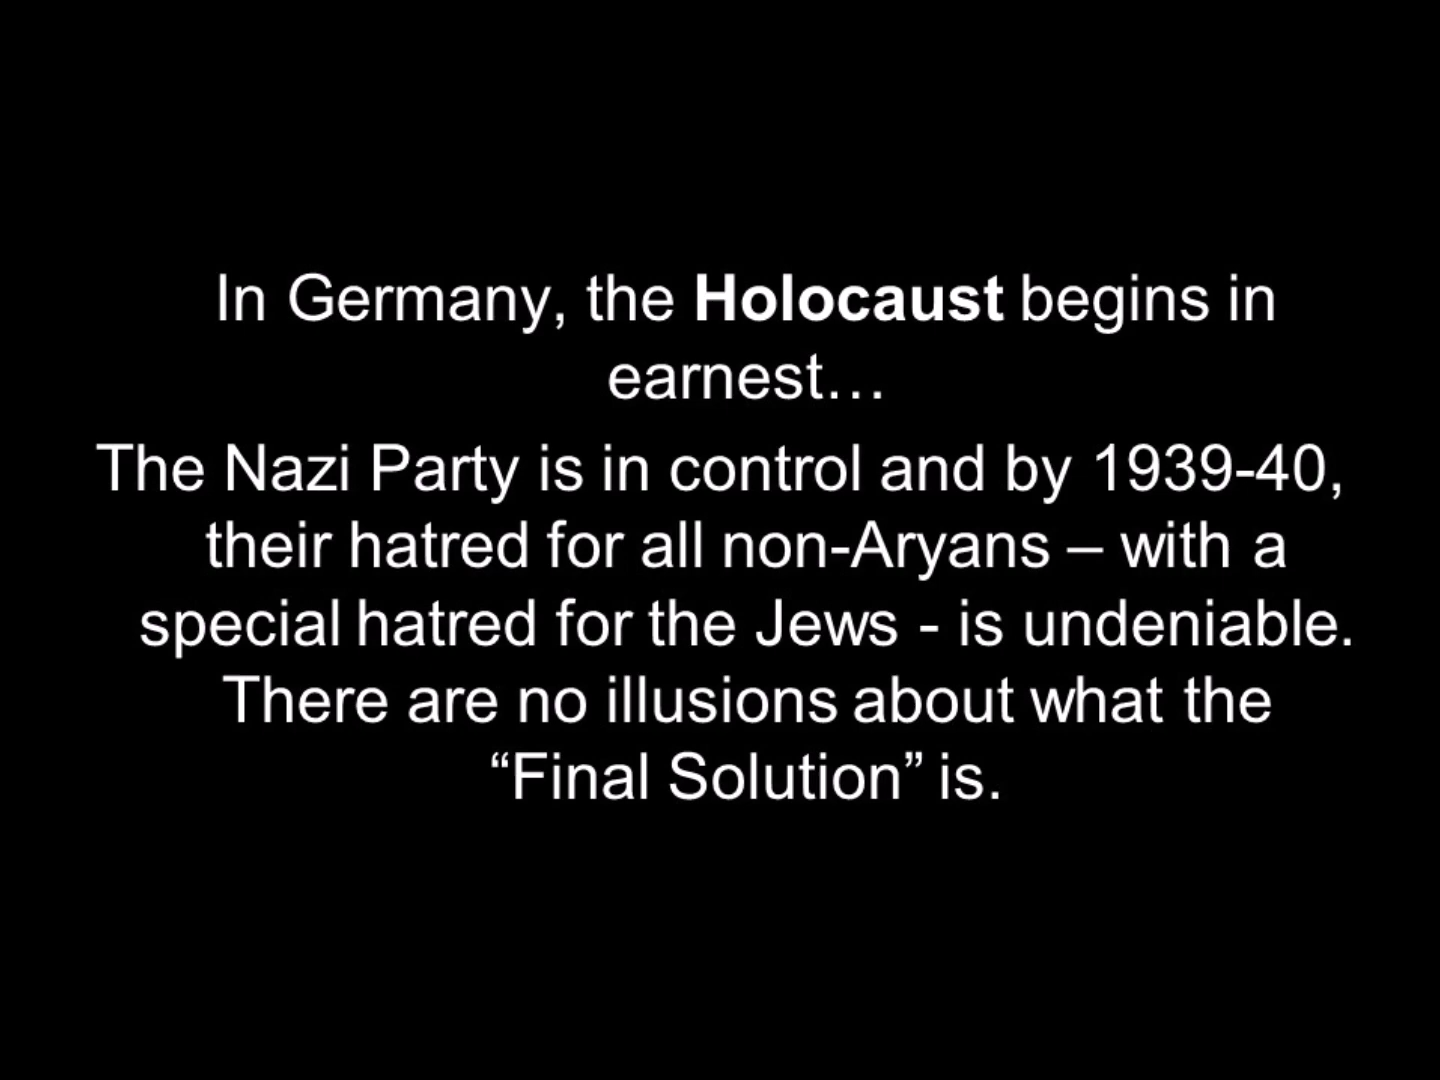 In Germany, the Holocaust begins in
earnest…
The Nazi Party is in control and by 1939-40,
their hatred for all non-Aryans – with a
special hatred for the Jews - is undeniable.
There are no illusions about what the
“Final Solution” is.